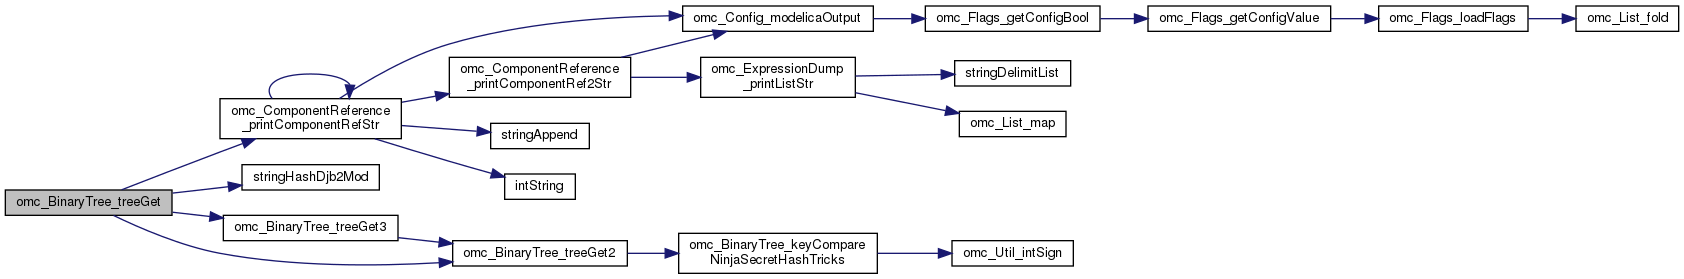 omc_BinaryTree_treeGet
omc_ComponentReference
_printComponentRefStr
stringHashDjb2Mod
omc_BinaryTree_treeGet3
omc_BinaryTree_treeGet2
omc_Config_modelicaOutput
omc_ComponentReference
_printComponentRef2Str
stringAppend
intString
omc_Flags_getConfigBool
omc_Flags_getConfigValue
omc_Flags_loadFlags
omc_List_fold
omc_ExpressionDump
_printListStr
stringDelimitList
omc_List_map
omc_BinaryTree_keyCompare
NinjaSecretHashTricks
omc_Util_intSign